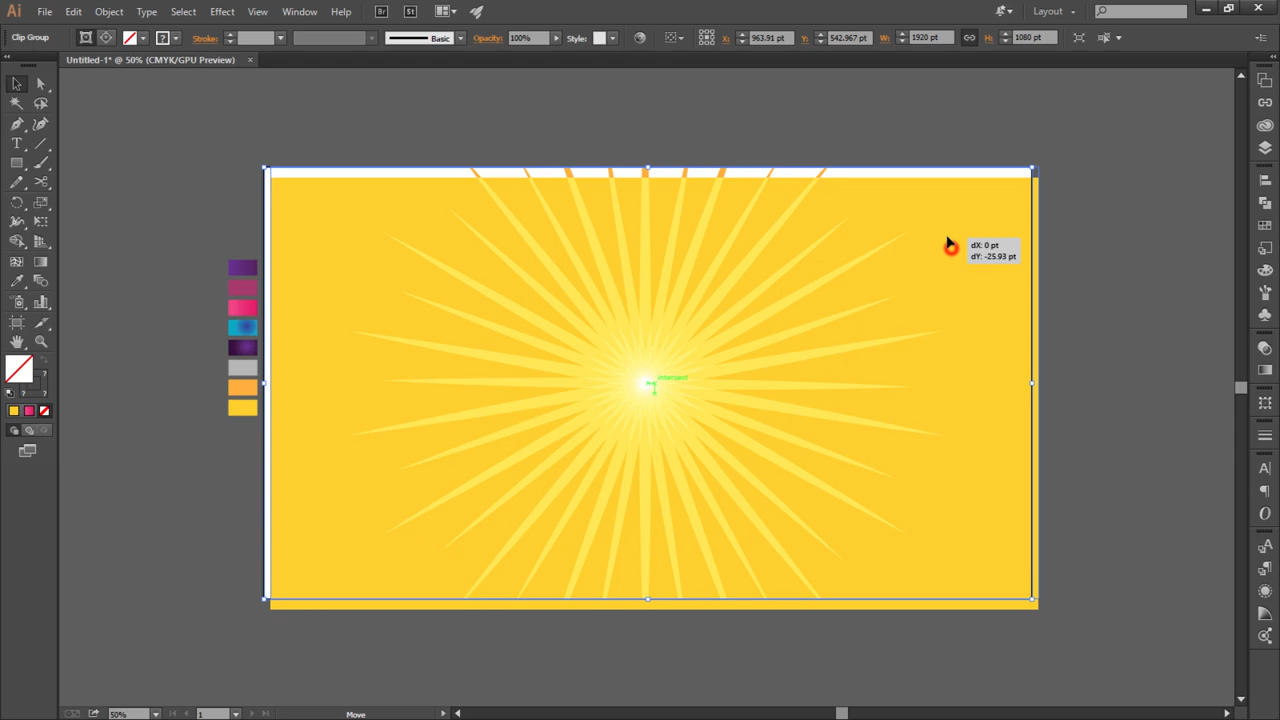 Ai File Edit Object Type Select Effect View Window Help Br St Layout
Clip Group ? Stroke: Basic Opacity: 100% Style: X: 963.91 pt Y: 542.967 pt W: 1920 pt H: 1080 pt
Untitled-1* @ 50% (CMYK/GPU Preview) ×
dX: 0 pt
dY: -25.93 pt
intersect
? ?
50% 1 Move